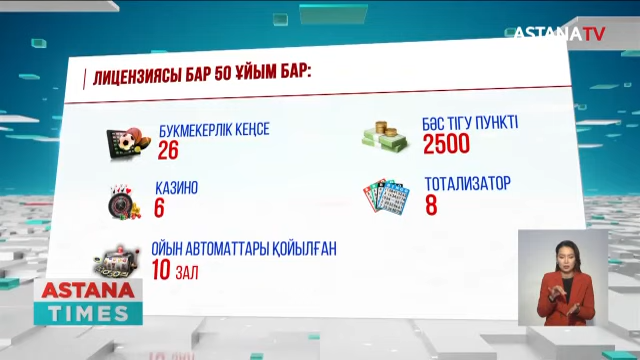 ASTANATV
ЛИЦЕНЗИЯСЫ БАР 50 ҰЙЫМ БАР:
БУКМЕКЕРЛІК КЕҢСЕ
26
БӘС ТІГУ ПУНКТІ
2500
КАЗИНО
6
ТОТАЛИЗАТОР
8
ОЙЫН АВТОМАТТАРЫ ҚОЙЫЛҒАН
10 ЗАЛ
ASTANA
TIMES